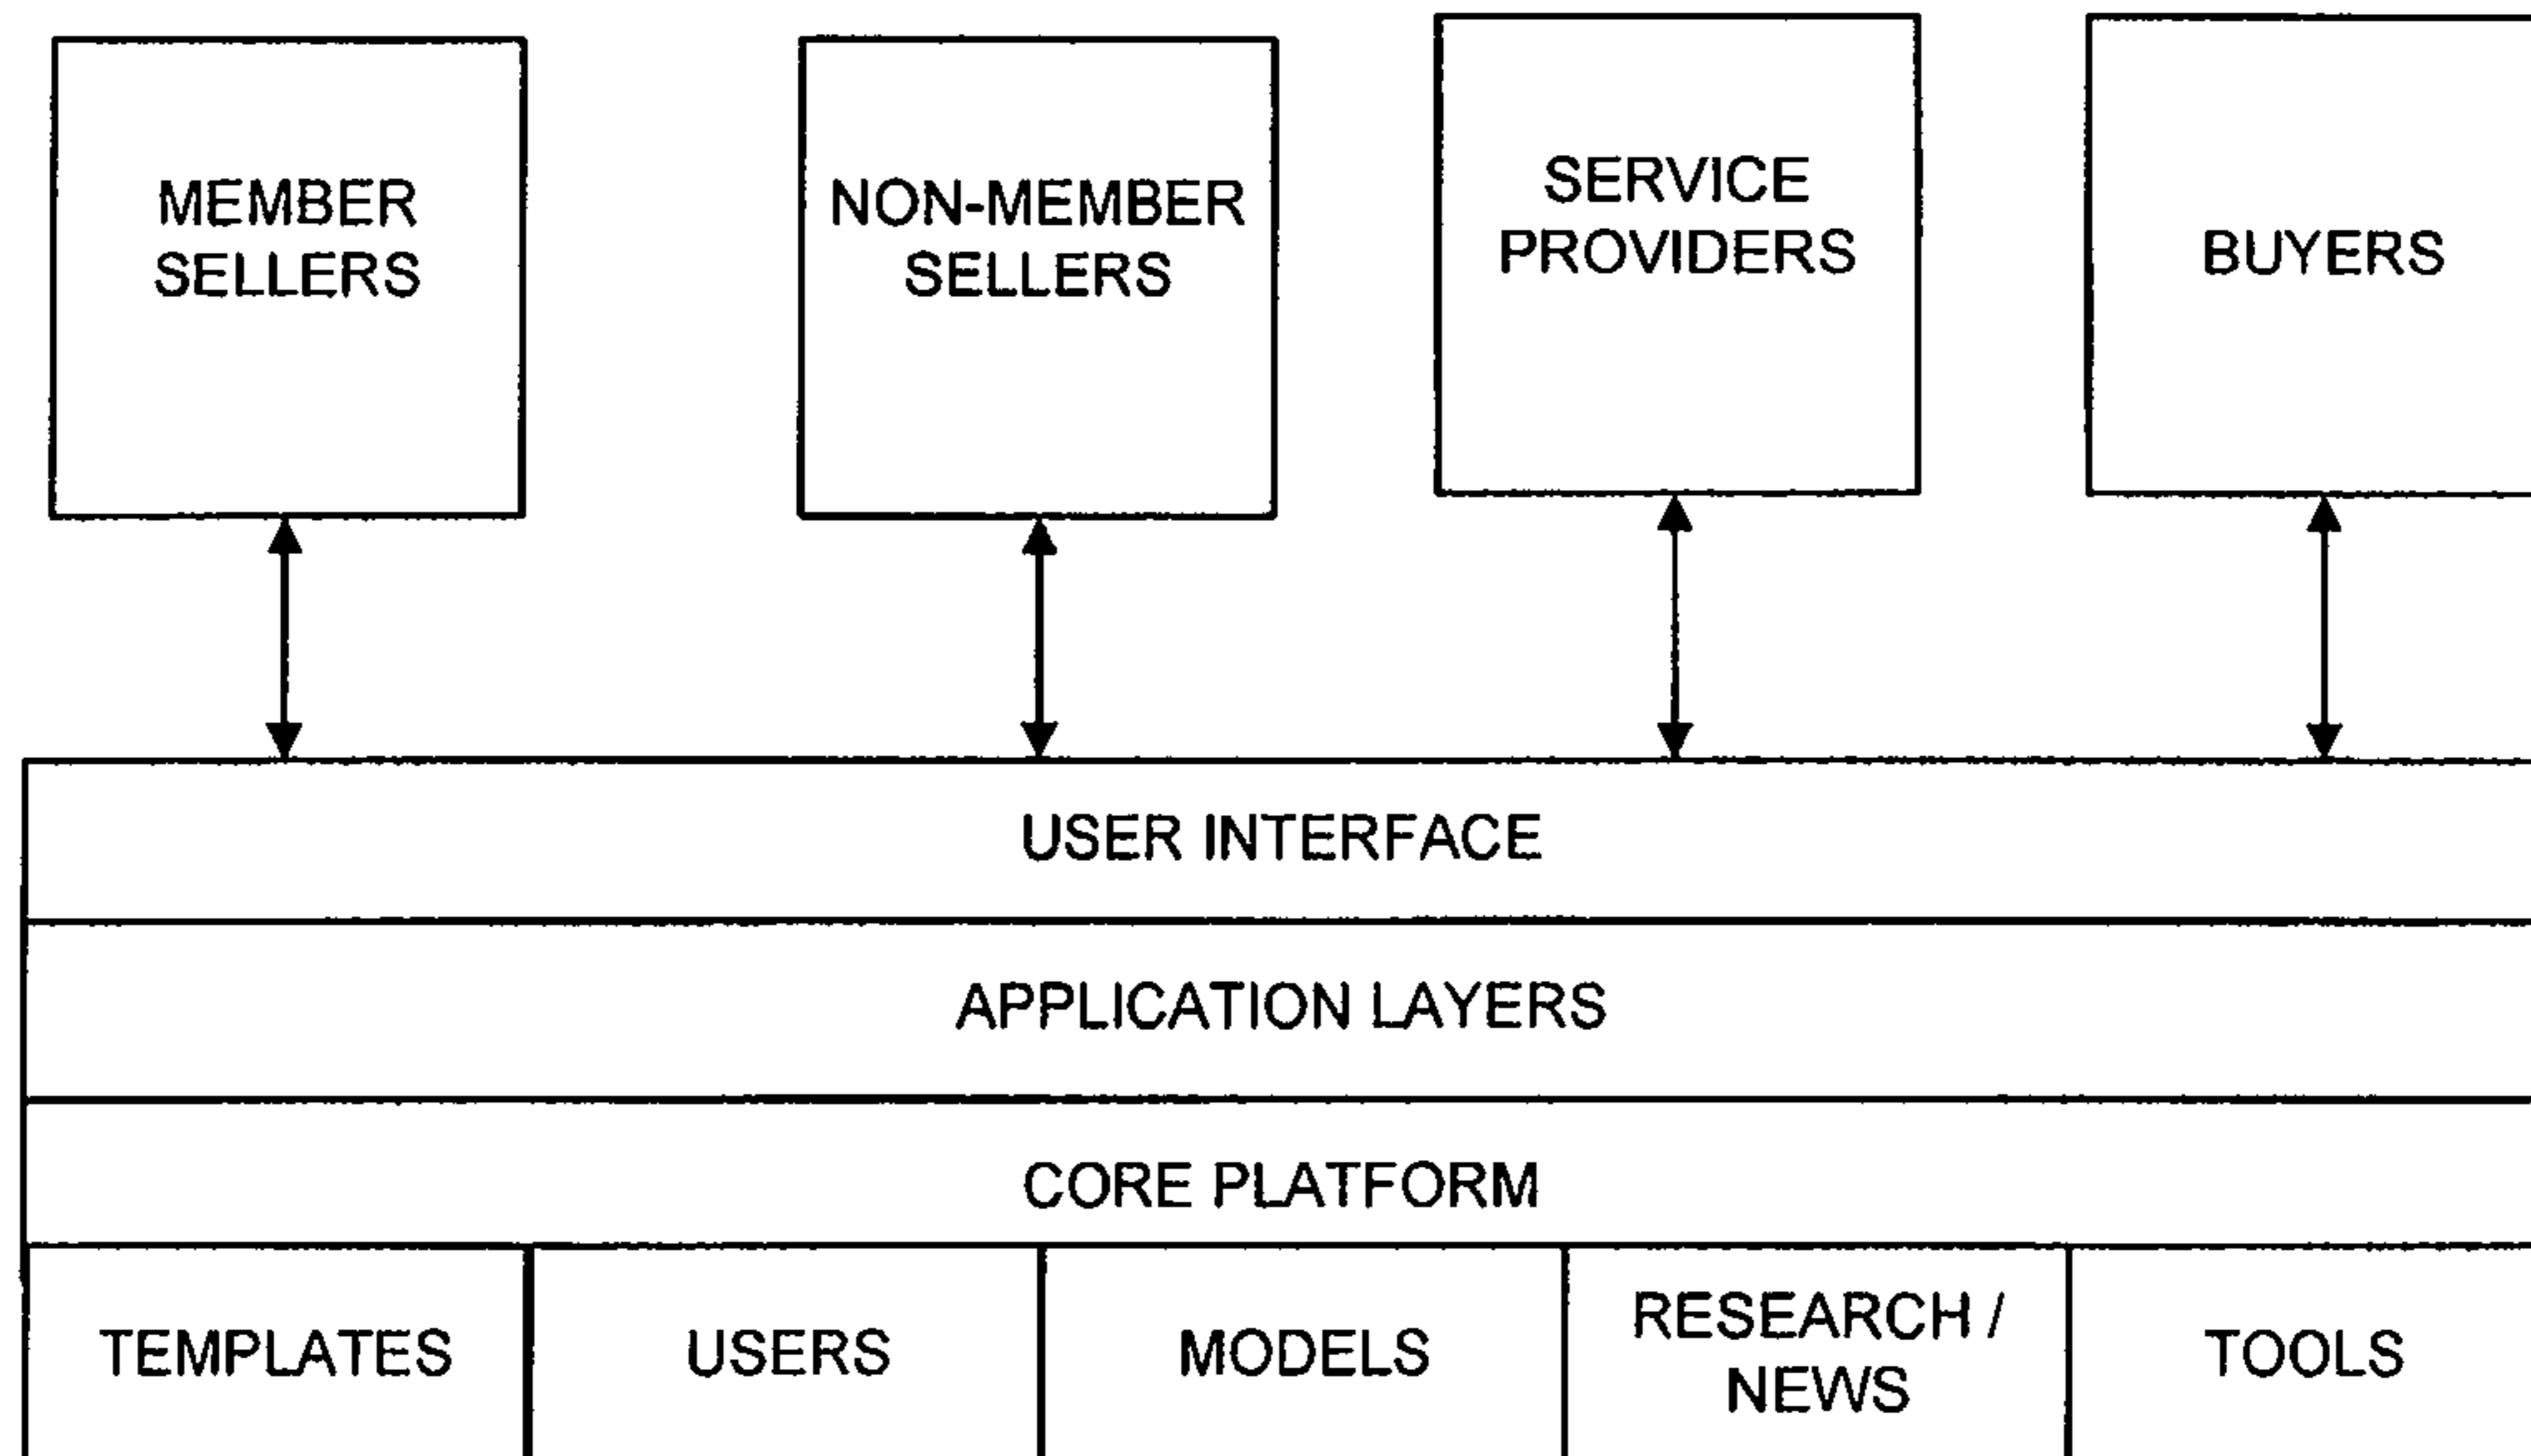 MEMBER
SELLERS
NON-MEMBER
SELLERS
SERVICE
PROVIDERS
BUYERS
USER INTERFACE
APPLICATION LAYERS
CORE PLATFORM
TEMPLATES
USERS
MODELS
RESEARCH /
NEWS
TOOLS